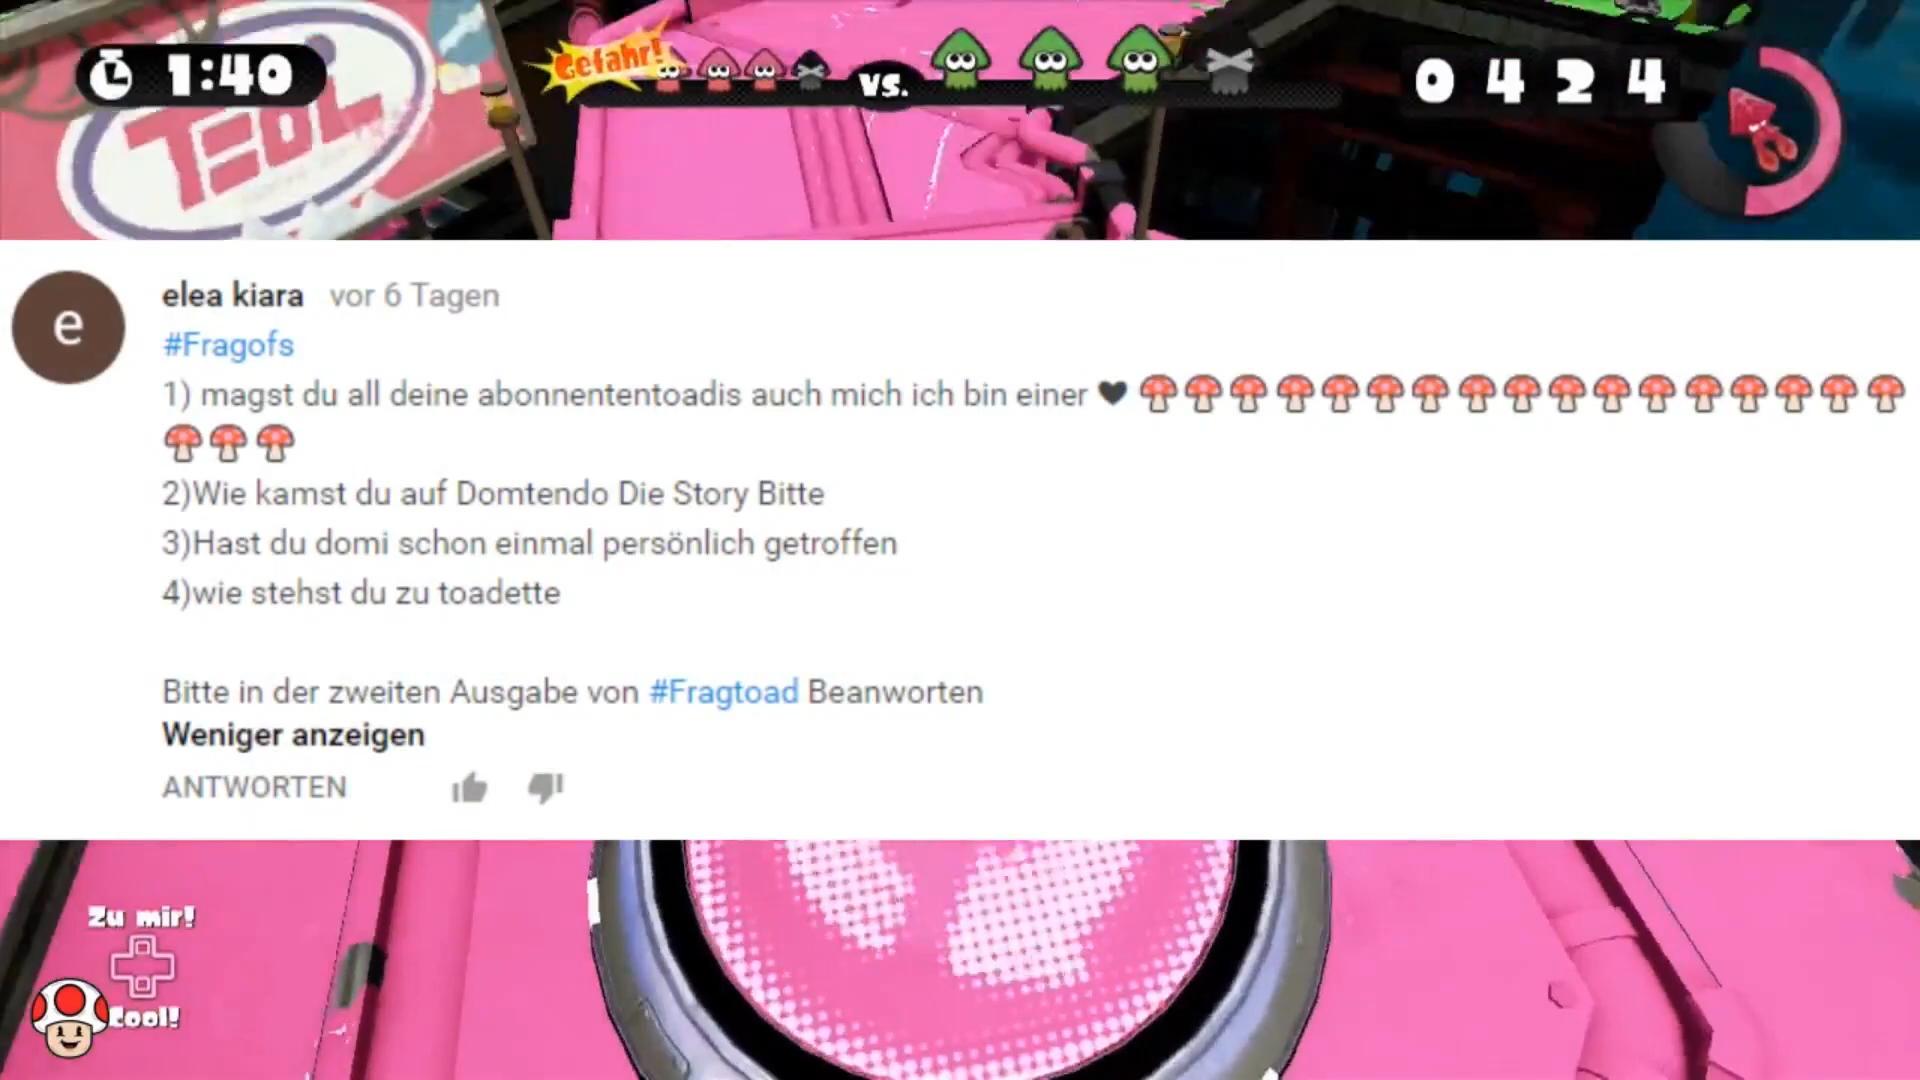 1:40
Gefahr!
vs.
0 4 2 4
e
elea kiara vor 6 Tagen
#Fragofs
1) magst du all deine abonnententoadis auch mich ich bin einer ♥ 🍄🍄🍄🍄🍄🍄🍄🍄🍄🍄🍄🍄🍄🍄🍄🍄🍄
🍄🍄🍄
2)Wie kamst du auf Domtendo Die Story Bitte
3)Hast du domi schon einmal persönlich getroffen
4)wie stehst du zu toadette
Bitte in der zweiten Ausgabe von #Fragtoad Beanworten
Weniger anzeigen
ANTWORTEN
Zu mir!
Cool!